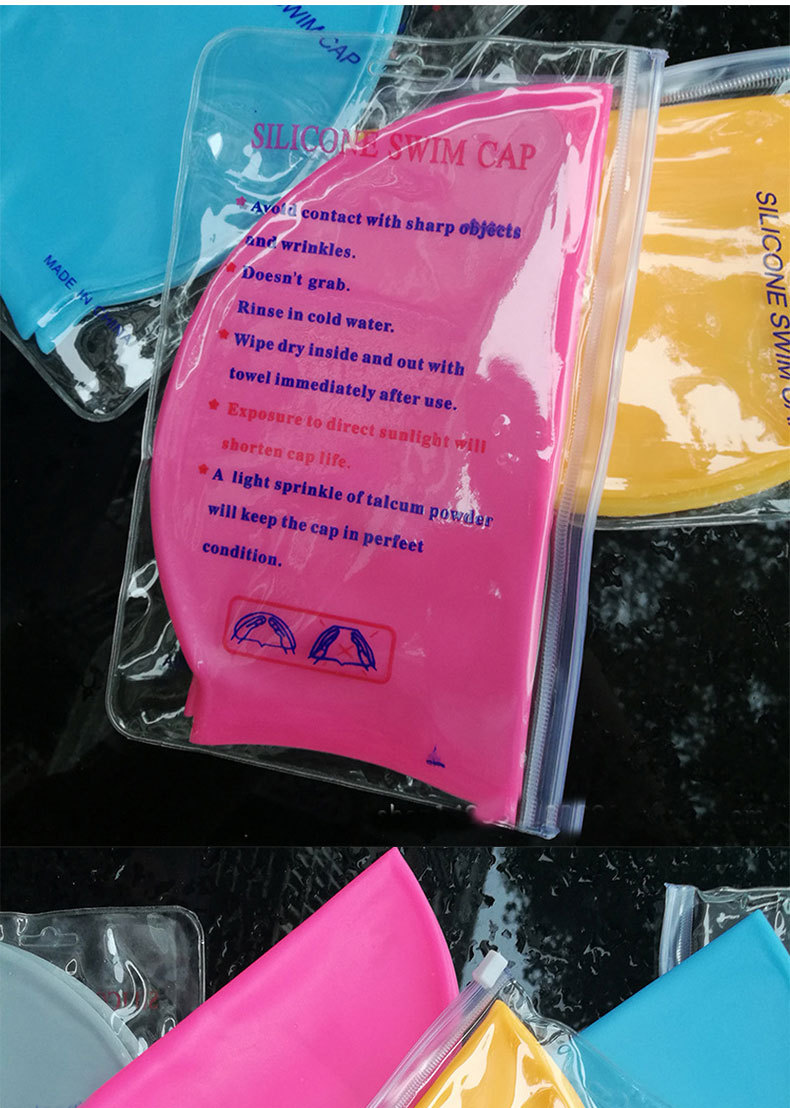 SWIM CAP
MADE IN CHINA
SILICONE SWIM CAP
Avoid contact with sharp objects
and wrinkles.
Doesn't grab.
Rinse in cold water.
Wipe dry inside and out with
towel immediately after use.
Exposure to direct sunlight will
shorten cap life.
A light sprinkle of talcum powder
will keep the cap in perfeet
condition.
SILICONE SWIM